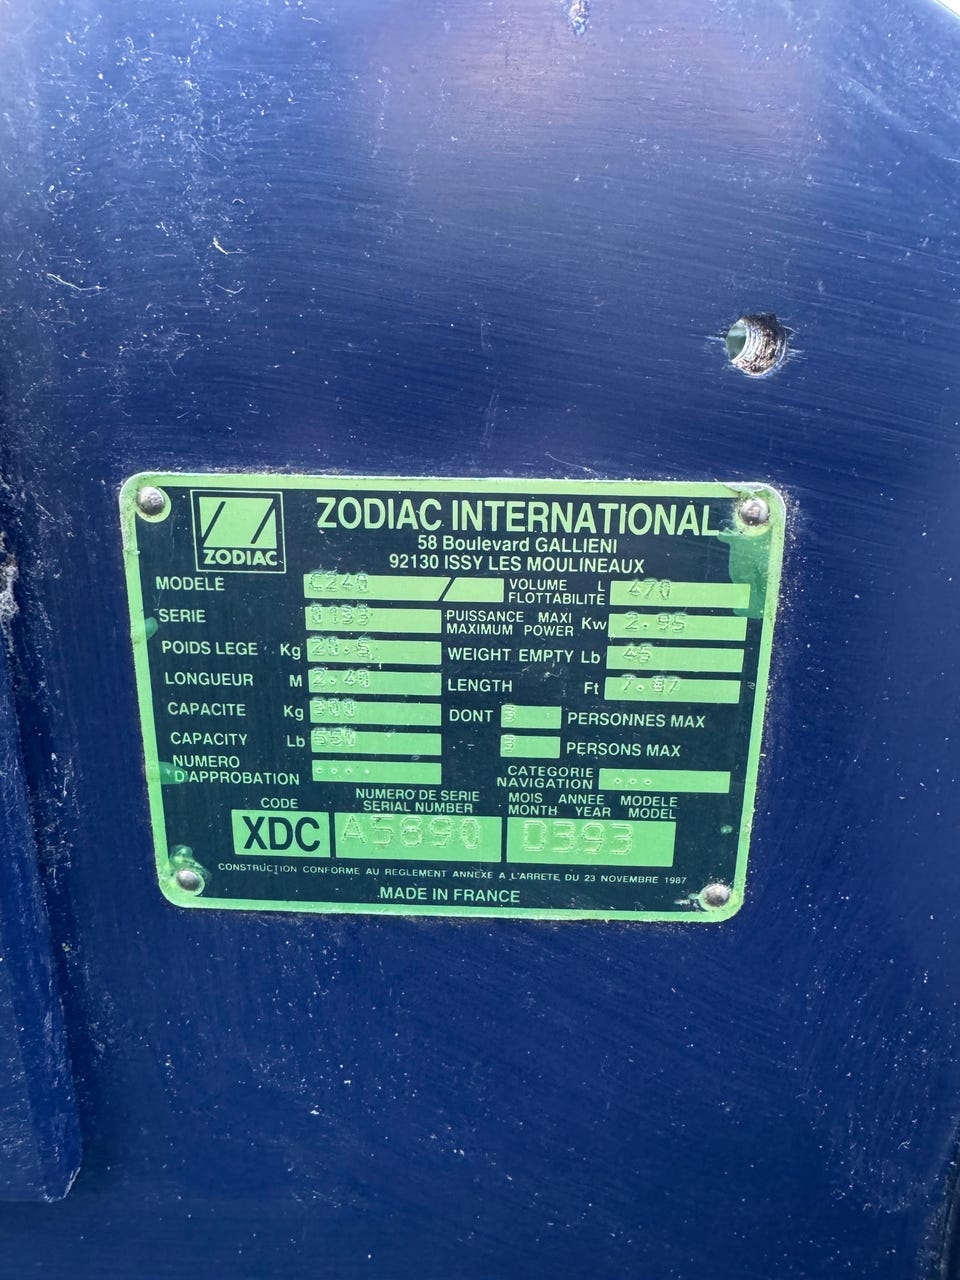 ZODIAC
ZODIAC INTERNATIONAL
58 Boulevard GALLIENI
92130 ISSY LES MOULINEAUX
MODELE C240 / VOLUME L 470
FLOTTABILITE
SERIE PUISSANCE MAXI Kw 2.95
MAXIMUM POWER
POIDS LEGE Kg 20.5 WEIGHT EMPTY Lb 45
LONGUEUR M 2.40 LENGTH Ft 7.87
CAPACITE Kg DONT 3 PERSONNES MAX
CAPACITY Lb 550 3 PERSONS MAX
NUMERO
D'APPROBATION ... CATEGORIE
NAVIGATION ...
CODE NUMERO DE SERIE MOIS ANNEE MODELE
SERIAL NUMBER MONTH YEAR MODEL
XDC A5890 D393
CONSTRUCTION CONFORME AU REGLEMENT ANNEXE A L'ARRETE DU 23 NOVEMBRE 1987
MADE IN FRANCE